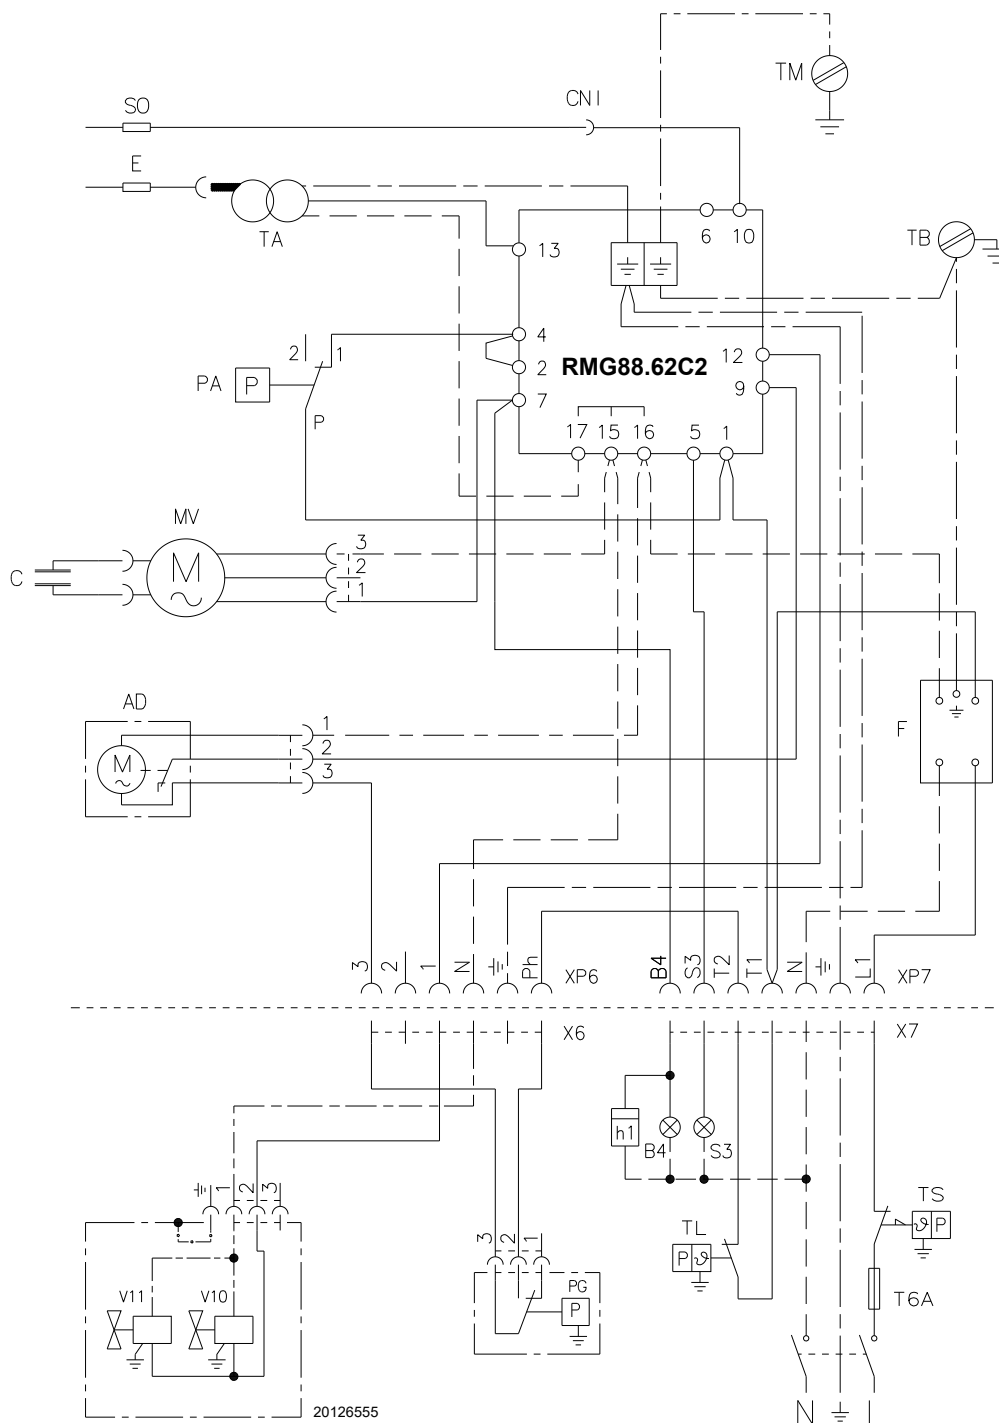 TM
SO
CN1
E
TA
6 10
TB
13
4
2 1
RMG88.62C2
12
2
PA P
7
9
P
17 15 16 5 1
MV
3
M
2
C
1
AD
1
F
M
2
3
3 2 1 N Ph XP6
B4 S3 T2 T1 N L1 XP7
X6
X7
h1
B4 S3
1 2 3
TS
ϑ P
3 2 1
TL
P ϑ
PG
P
T6A
V11 V10
N L
20126555